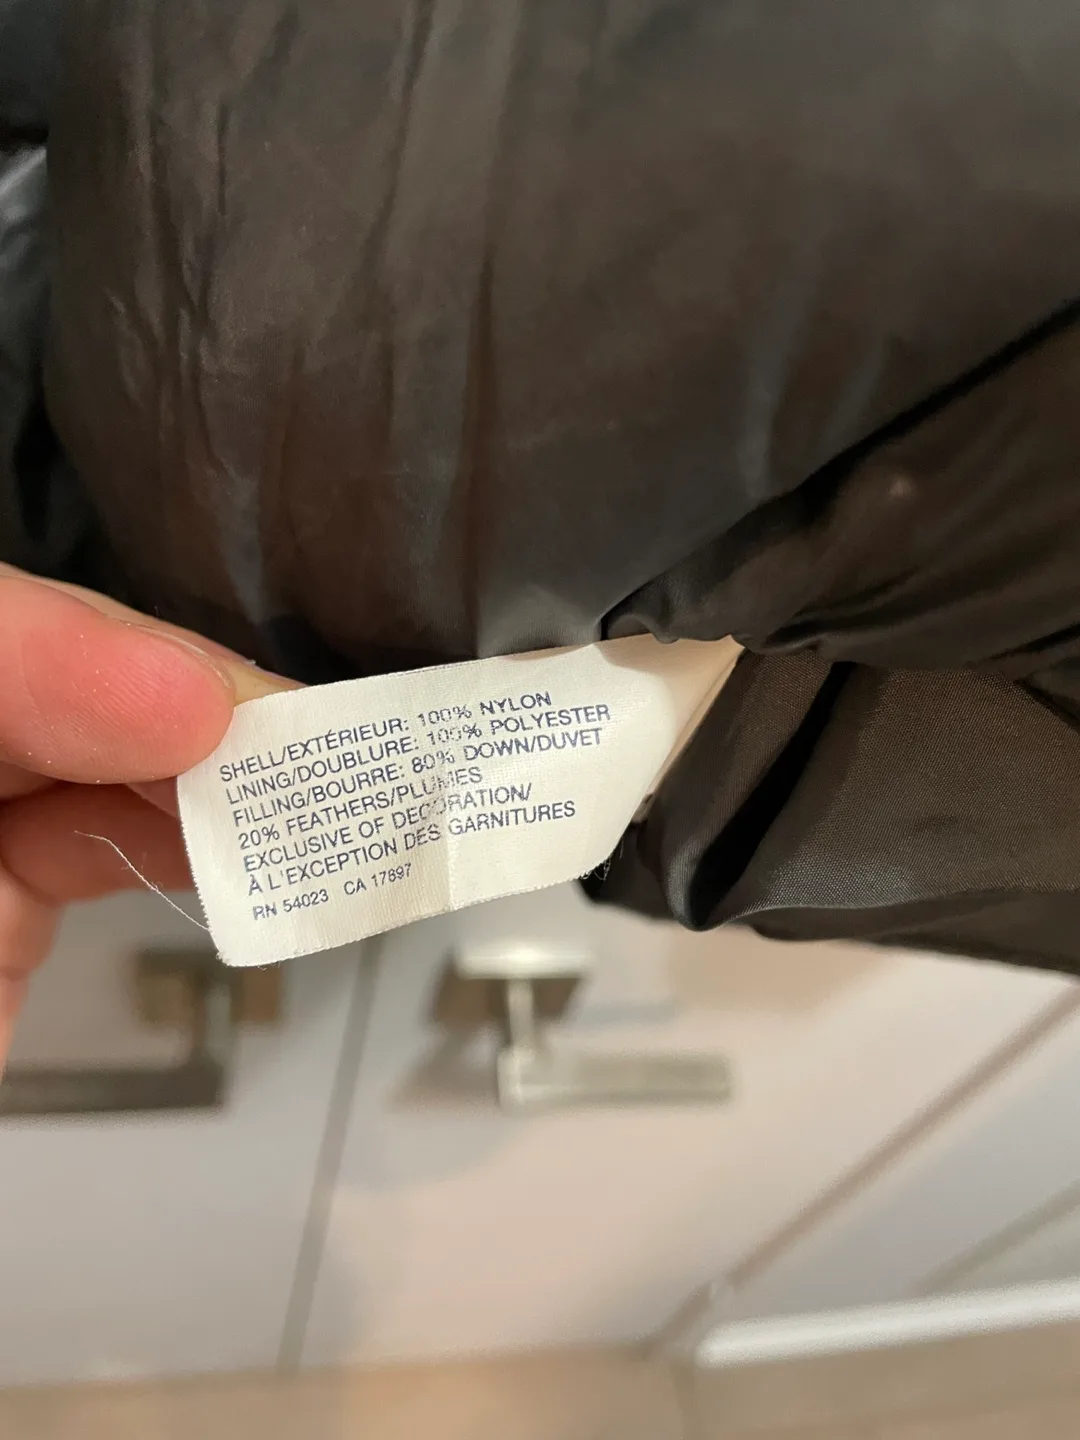 SHELL/EXTÉRIEUR: 100% NYLON
LINING/DOUBLURE: 100% POLYESTER
FILLING/BOURRE: 80% DOWN/DUVET
20% FEATHERS/PLUMES
EXCLUSIVE OF DECORATION/
À L'EXCEPTION DES GARNITURES
RN 54023 CA 17897